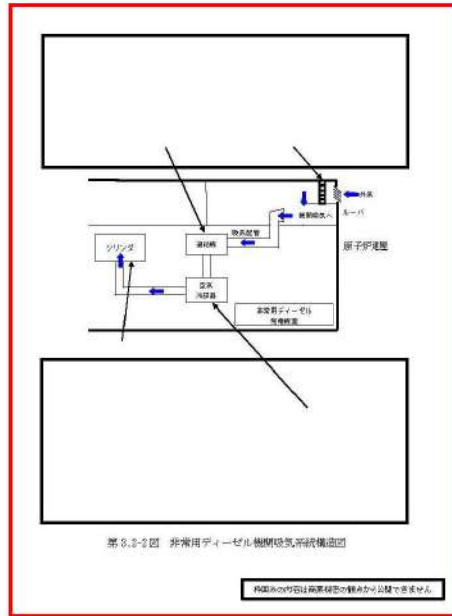 外気
機関吸気へ
ルーバ
吸気配管
原子炉建屋
シリンダ
過給機
空気
冷却器
非常用ディーゼル
発電機室
第3.2-2図 非常用ディーゼル機関吸気系統構造図
枠囲みの内容は商業機密の観点から公開できません